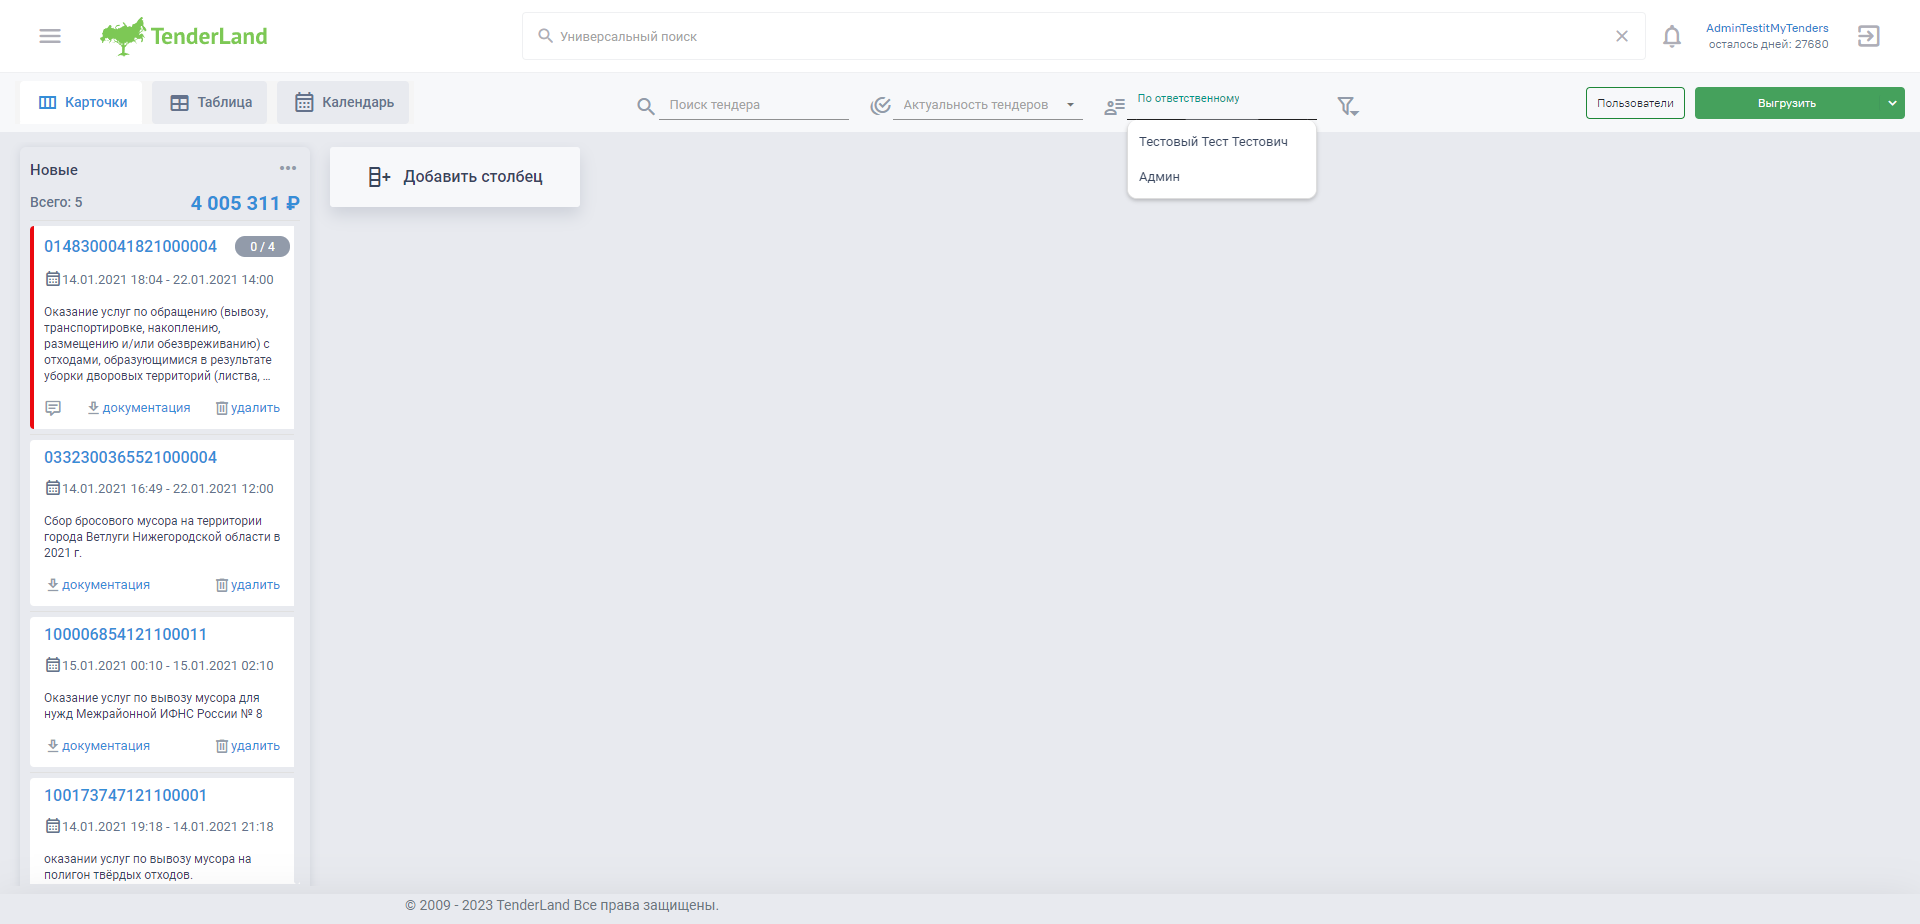 TenderLand
Универсальный поиск
AdminTestitMyTenders
осталось дней: 27680
Карточки
Таблица
Календарь
Поиск тендера
Актуальность тендеров
По ответственному
Тестовый Тест Тестович
Админ
Пользователи
Выгрузить
Новые
Всего: 5
4 005 311 ₽
Добавить столбец
0148300041821000004
0 / 4
14.01.2021 18:04 - 22.01.2021 14:00
Оказание услуг по обращению (вывозу,
транспортировке, накоплению,
размещению и/или обезвреживанию) с
отходами, образующимися в результате
уборки дворовых территорий (листва, ...
документация
удалить
0332300365521000004
14.01.2021 16:49 - 22.01.2021 12:00
Сбор бросового мусора на территории
города Ветлуги Нижегородской области в
2021 г.
документация
удалить
100006854121100011
15.01.2021 00:10 - 15.01.2021 02:10
Оказание услуг по вывозу мусора для
нужд Межрайонной ИФНС России № 8
документация
удалить
100173747121100001
14.01.2021 19:18 - 14.01.2021 21:18
оказании услуг по вывозу мусора на
полигон твёрдых отходов.
© 2009 - 2023 TenderLand Все права защищены.